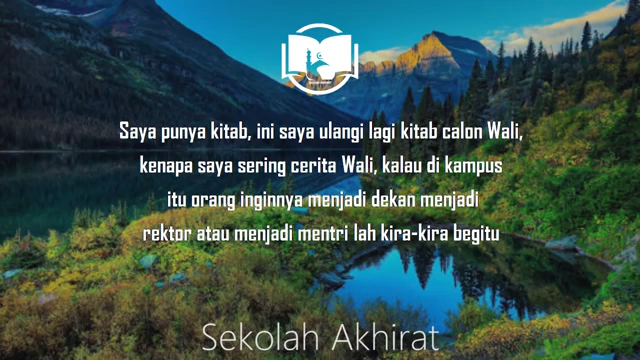 Saya punya kitab, ini saya ulangi lagi kitab calon Wali,
kenapa saya sering cerita Wali, kalau di kampus
itu orang inginnya menjadi dekan menjadi
rektor atau menjadi mentri lah kira-kira begitu
Sekolah Akhirat